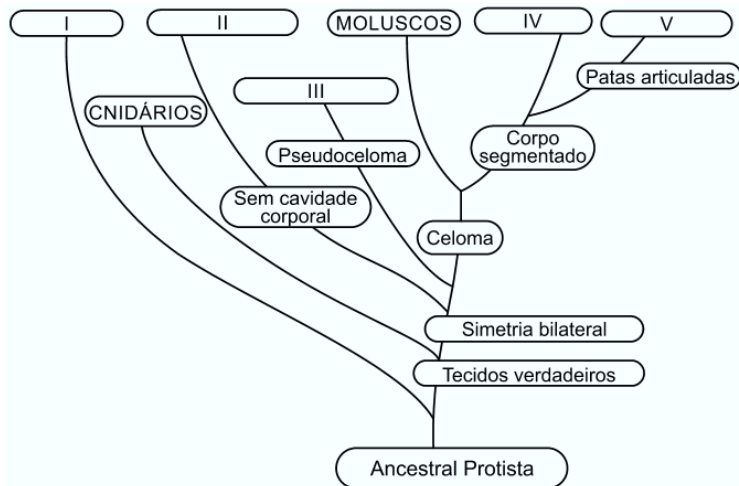 I
II
MOLUSCOS
IV
V
Patas articuladas
III
CNIDÁRIOS
Corpo
segmentado
Pseudoceloma
Sem cavidade
corporal
Celoma
Simetria bilateral
Tecidos verdadeiros
Ancestral Protista